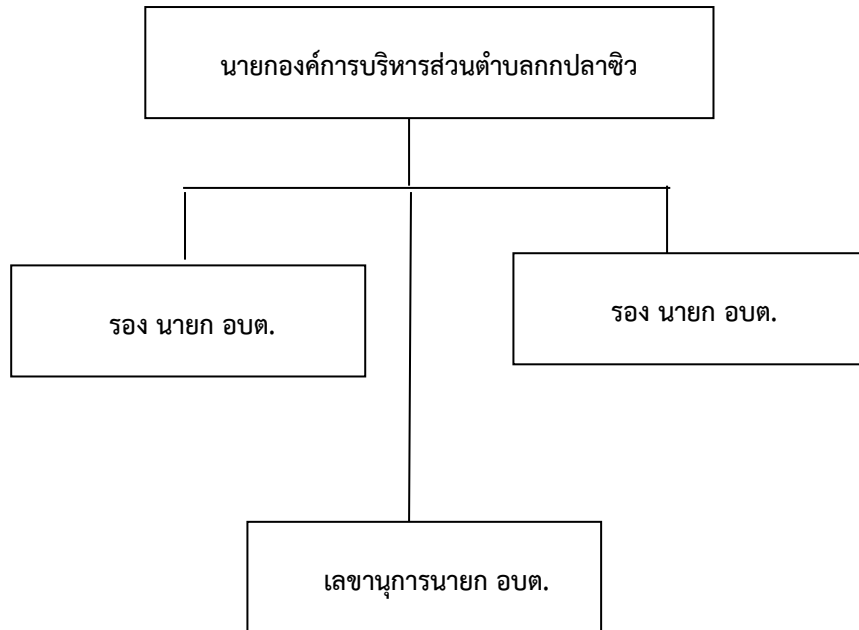 นายกองค์การบริหารส่วนตำบลกกปลาซิว
รอง นายก อบต.
รอง นายก อบต.
เลขานุการนายก อบต.